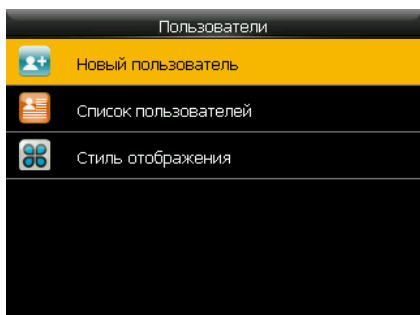 Пользователи
Новый пользователь
Список пользователей
Стиль отображения